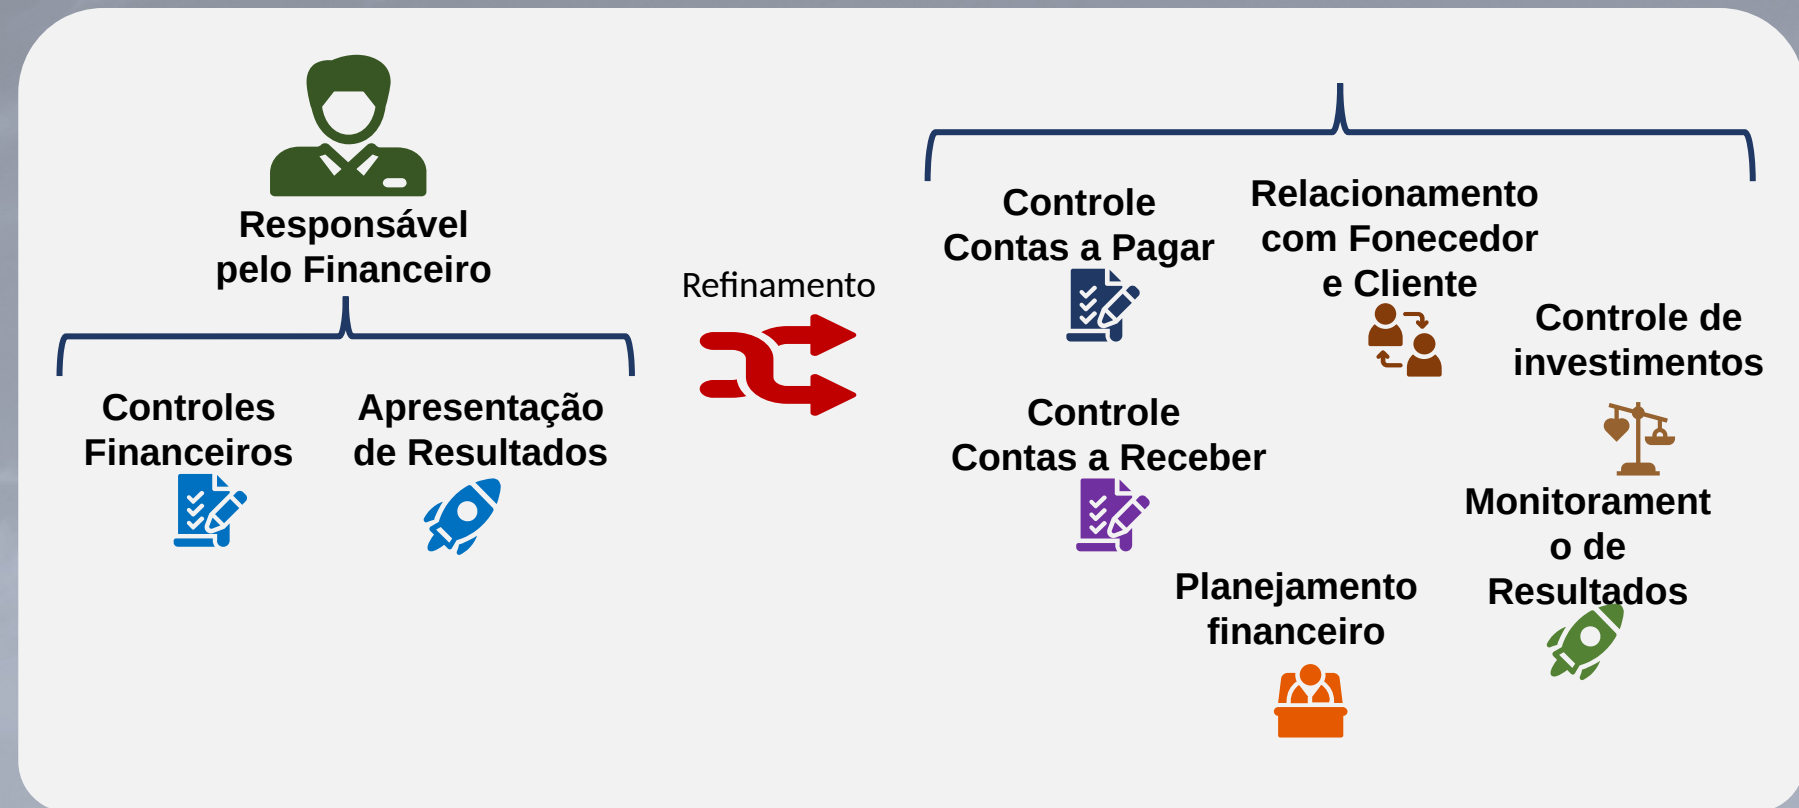 Responsável
pelo Financeiro
Controles
Financeiros
Apresentação
de Resultados
Refinamento
Controle
Contas a Pagar
Relacionamento
com Fonecedor
e Cliente
Controle de
investimentos
Controle
Contas a Receber
Monitorament
o de
Resultados
Planejamento
financeiro